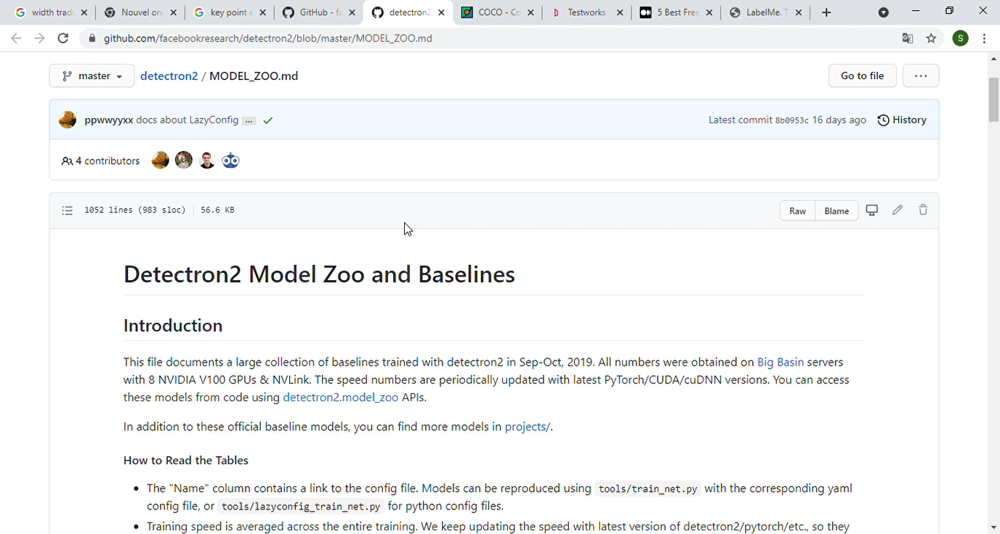 width trad
Nouvel on
key point e
GitHub - fa
detectron2
COCO - Co
Testworks -
5 Best Free
LabelMe. T
github.com/facebookresearch/detectron2/blob/master/MODEL_ZOO.md
S
master
detectron2 / MODEL_ZOO.md
Go to file
...
ppwwyyxx docs about LazyConfig ...
Latest commit 8b0953c 16 days ago
History
4 contributors
1052 lines (983 sloc)
56.6 KB
Raw
Blame
Detectron2 Model Zoo and Baselines
Introduction
This file documents a large collection of baselines trained with detectron2 in Sep-Oct, 2019. All numbers were obtained on Big Basin servers
with 8 NVIDIA V100 GPUs & NVLink. The speed numbers are periodically updated with latest PyTorch/CUDA/cuDNN versions. You can access
these models from code using detectron2.model_zoo APIs.
In addition to these official baseline models, you can find more models in projects/.
How to Read the Tables
• The "Name" column contains a link to the config file. Models can be reproduced using tools/train_net.py with the corresponding yaml
config file, or tools/lazyconfig_train_net.py for python config files.
• Training speed is averaged across the entire training. We keep updating the speed with latest version of detectron2/pytorch/etc., so they